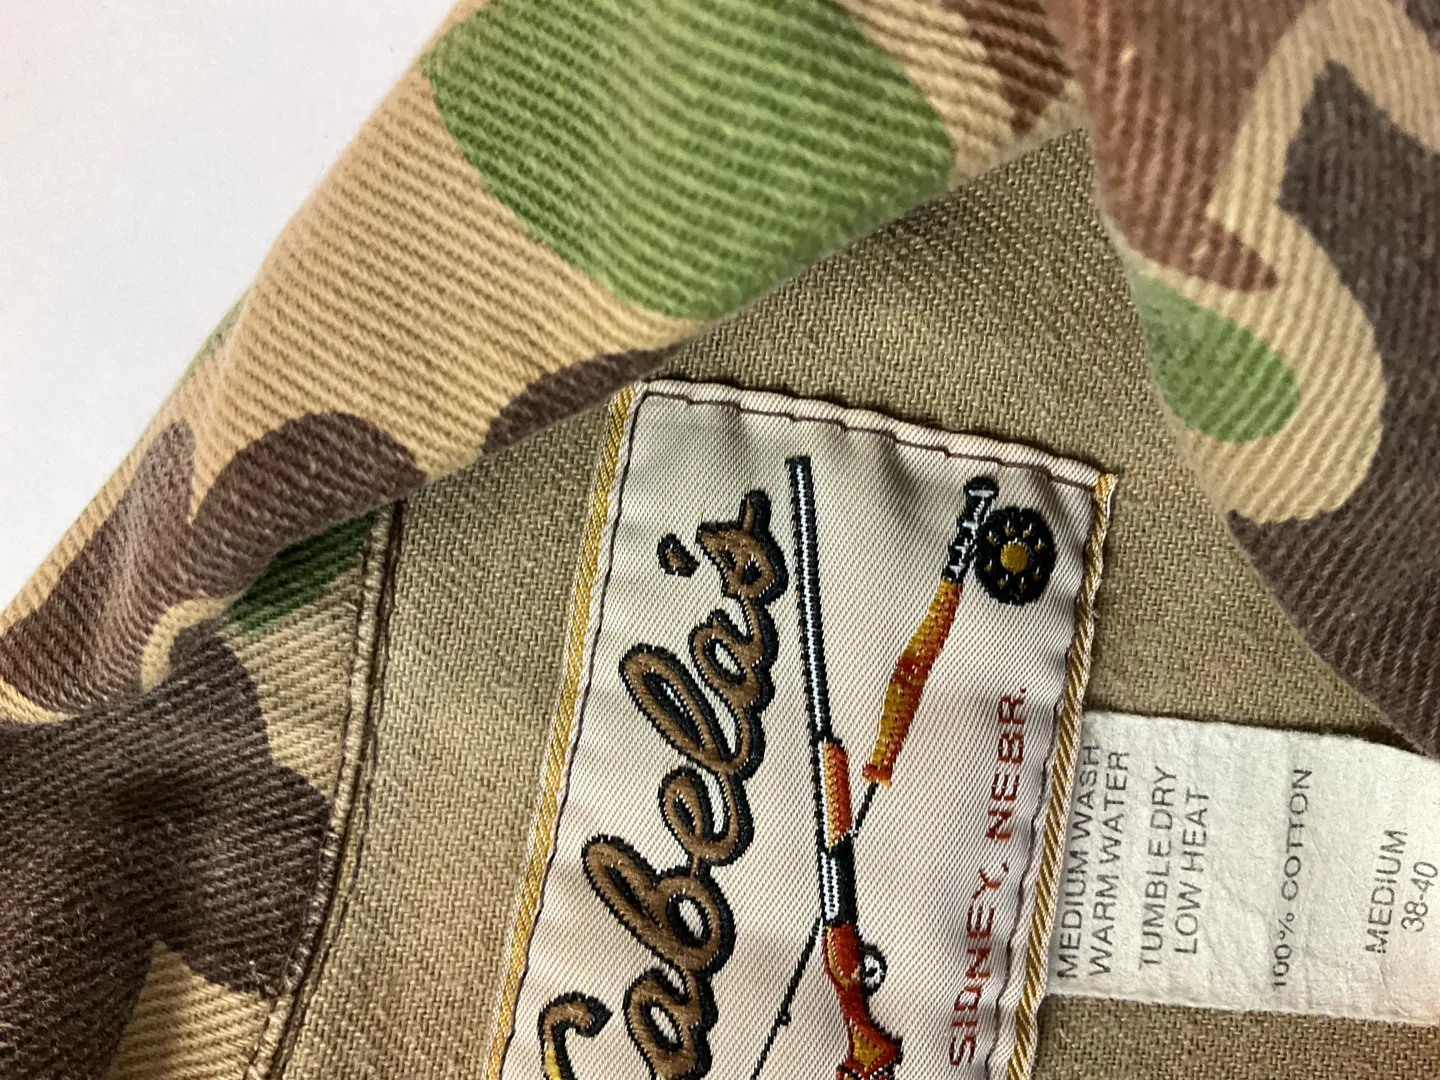 Cabela's
SIDNEY, NEBR.
MEDIUM WASH
WARM WATER
TUMBLE DRY
LOW HEAT
100% COTTON
MEDIUM
38-40